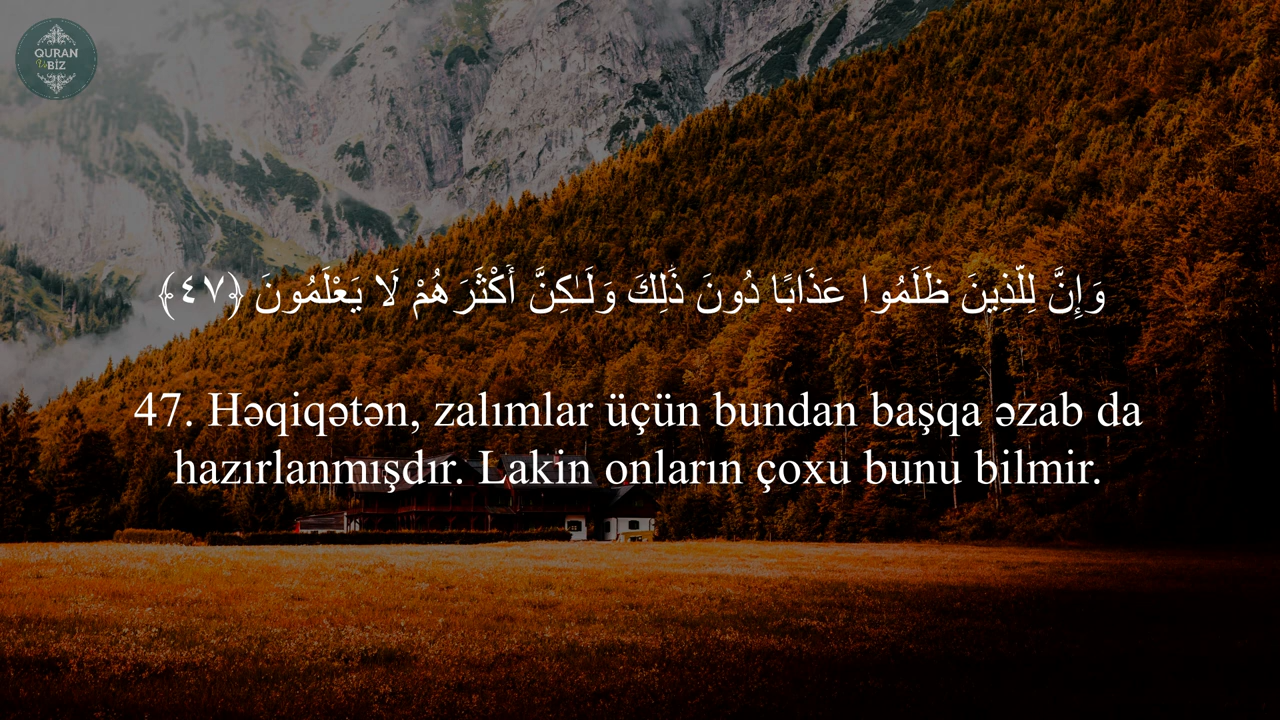 QURAN
Və BİZ
وَإِنَّ لِلَّذِينَ ظَلَمُوا عَذَابًا دُونَ ذَٰلِكَ وَلَـٰكِنَّ أَكْثَرَهُمْ لَا يَعْلَمُونَ ﴿٤٧﴾
47. Həqiqətən, zalımlar üçün bundan başqa əzab da
hazırlanmışdır. Lakin onların çoxu bunu bilmir.